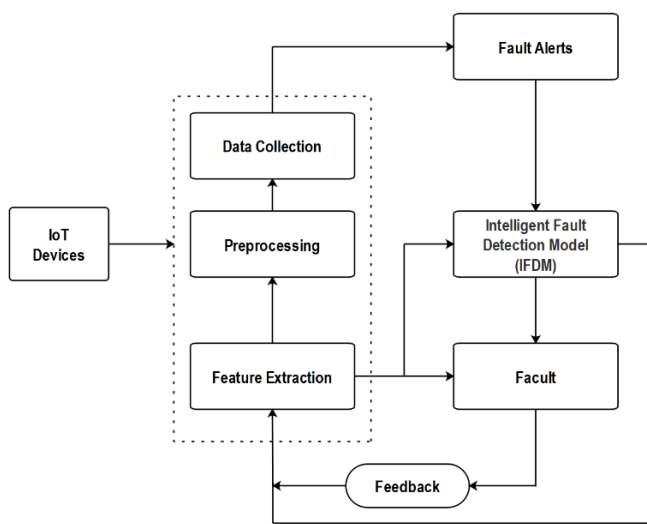 Fault Alerts
Data Collection
IoT
Devices
Preprocessing
Intelligent Fault
Detection Model
(IFDM)
Feature Extraction
Facult
Feedback